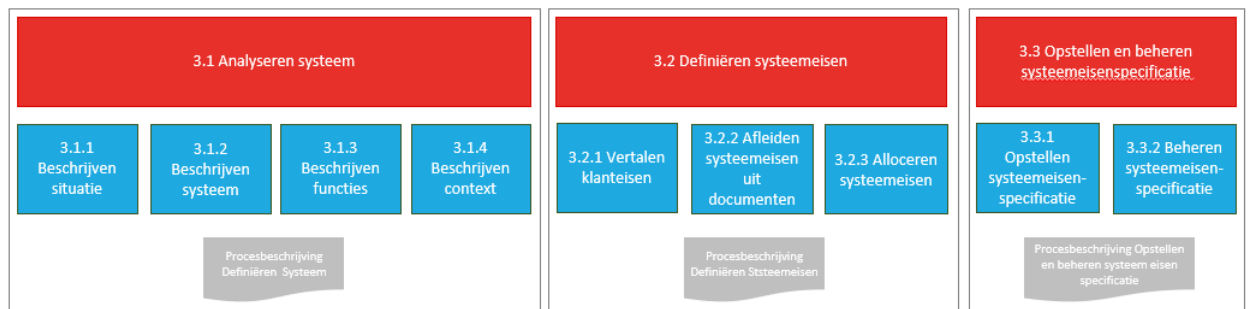 3.1 Analyseren systeem
3.1.1
Beschrijven
situatie
3.1.2
Beschrijven
systeem
3.1.3
Beschrijven
functies
3.1.4
Beschrijven
context
Procesbeschrijving
Definiëren Systeem
3.2 Definiëren systeemeisen
3.2.1 Vertalen
klanteisen
3.2.2 Afleiden
systeemeisen
uit
documenten
3.2.3 Alloceren
systeemeisen
Procesbeschrijving
Definiëren Ststeemeisen
3.3 Opstellen en beheren
systeemeisenspecificatie
3.3.1
Opstellen
systeemeisen-
specificatie
3.3.2 Beheren
systeemeisen-
specificatie
Procesbeschrijving Opstellen
en beheren systeem eisen
specificatie